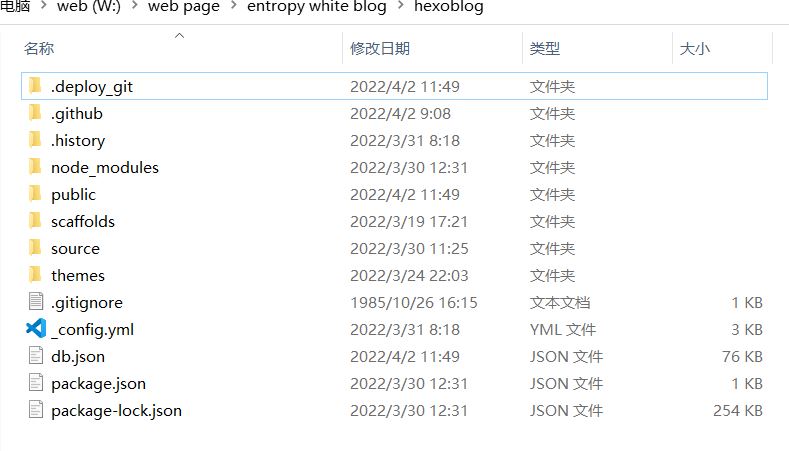 电脑 > web (W:) > web page > entropy white blog > hexoblog
名称 修改日期 类型 大小
.deploy_git 2022/4/2 11:49 文件夹
.github 2022/4/2 9:08 文件夹
.history 2022/3/31 8:18 文件夹
node_modules 2022/3/30 12:31 文件夹
public 2022/4/2 11:49 文件夹
scaffolds 2022/3/19 17:21 文件夹
source 2022/3/30 11:25 文件夹
themes 2022/3/24 22:03 文件夹
.gitignore 1985/10/26 16:15 文本文档 1 KB
_config.yml 2022/3/31 8:18 YML 文件 3 KB
db.json 2022/4/2 11:49 JSON 文件 76 KB
package.json 2022/3/30 12:31 JSON 文件 1 KB
package-lock.json 2022/3/30 12:31 JSON 文件 254 KB